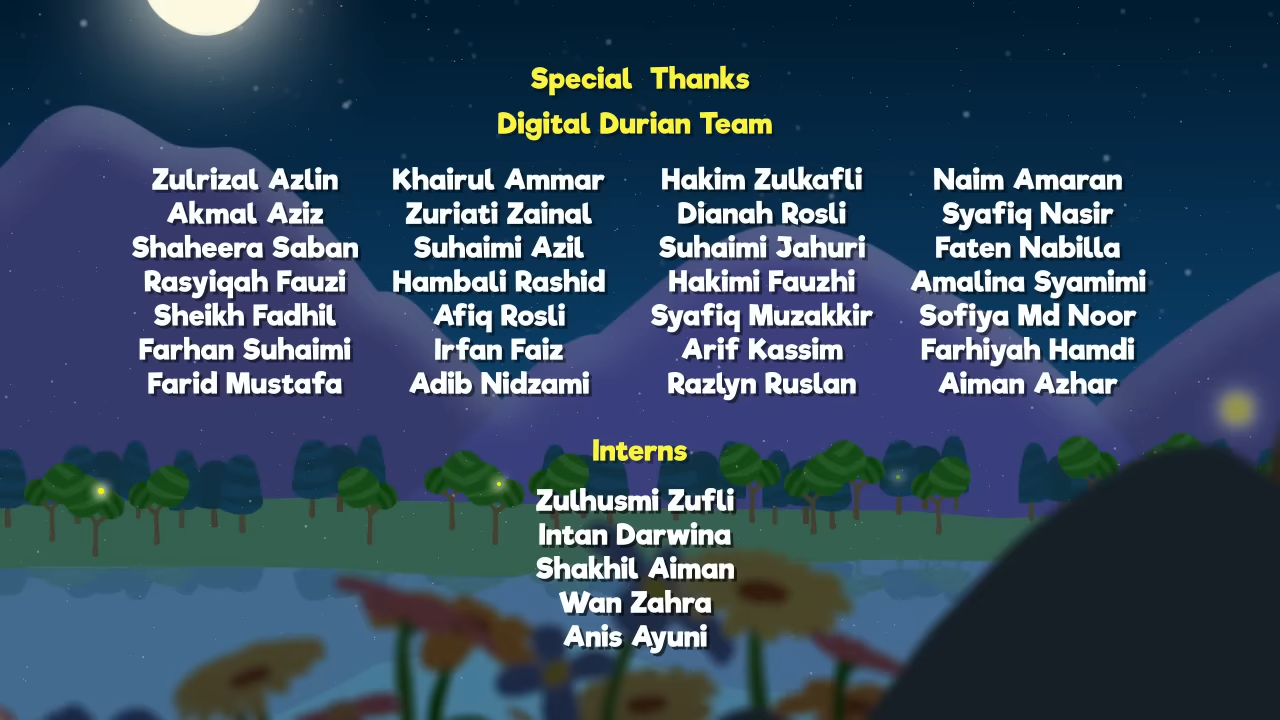 Special Thanks
Digital Durian Team
Zulrizal Azlin Khairul Ammar Hakim Zulkafli Naim Amaran
Akmal Aziz Zuriati Zainal Dianah Rosli Syafiq Nasir
Shaheera Saban Suhaimi Azil Suhaimi Jahuri Faten Nabilla
Rasyiqah Fauzi Hambali Rashid Hakimi Fauzhi Amalina Syamimi
Sheikh Fadhil Afiq Rosli Syafiq Muzakkir Sofiya Md Noor
Farhan Suhaimi Irfan Faiz Arif Kassim Farhiyah Hamdi
Farid Mustafa Adib Nidzami Razlyn Ruslan Aiman Azhar
Interns
Zulhusmi Zufli
Intan Darwina
Shakhil Aiman
Wan Zahra
Anis Ayuni